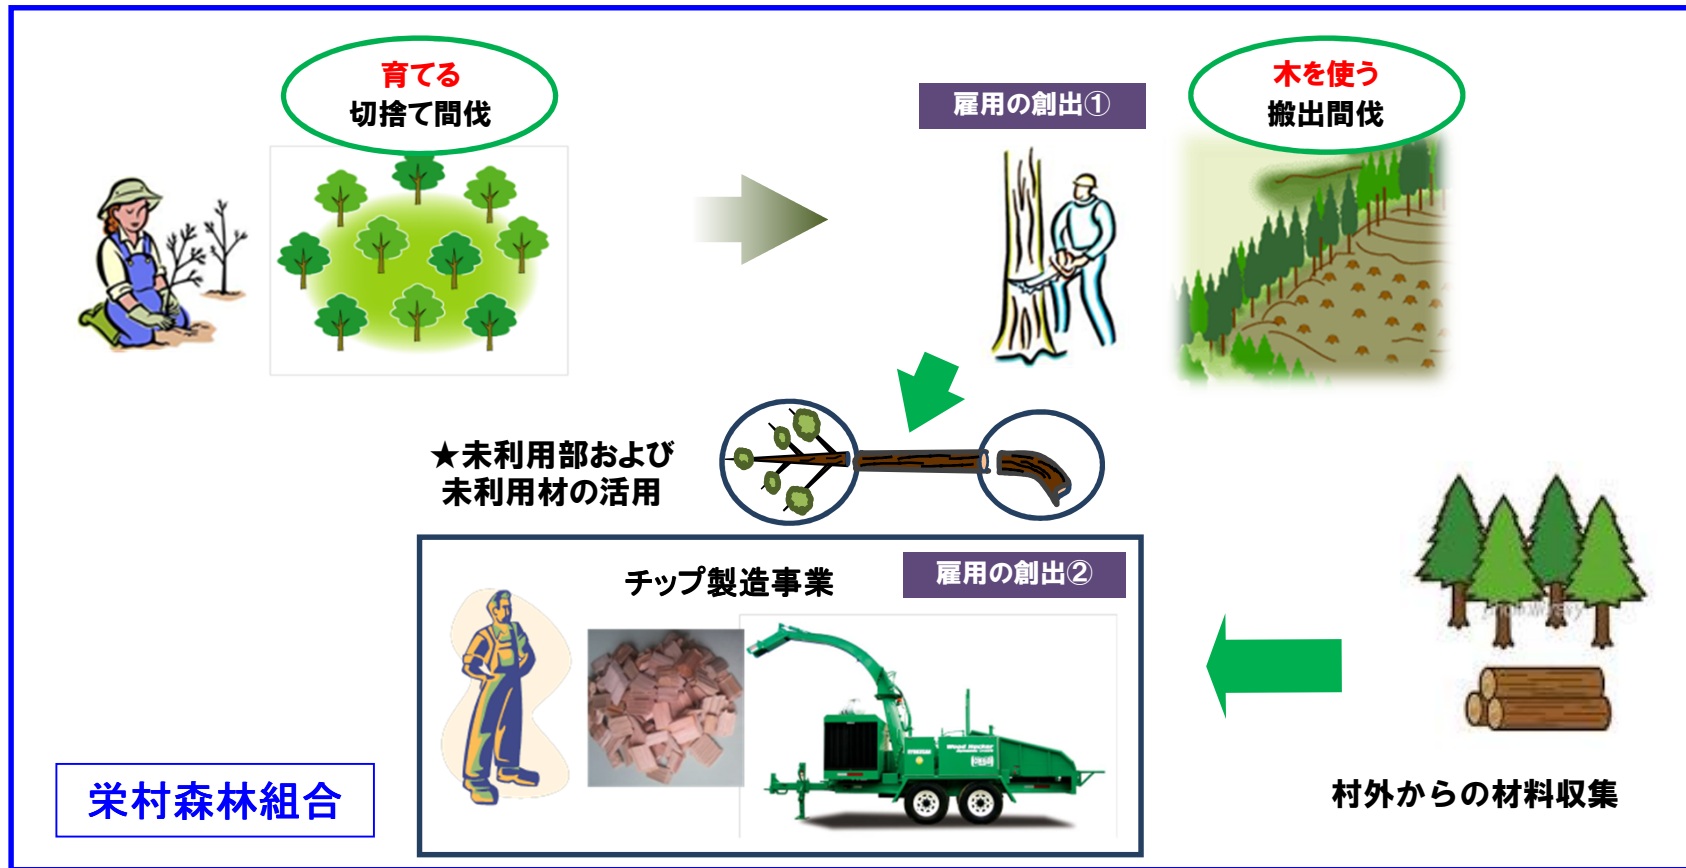 育てる
切捨て間伐
雇用の創出①
木を使う
搬出間伐
★未利用部および
未利用材の活用
チップ製造事業
雇用の創出②
Wood Hacker
村外からの材料収集
栄村森林組合